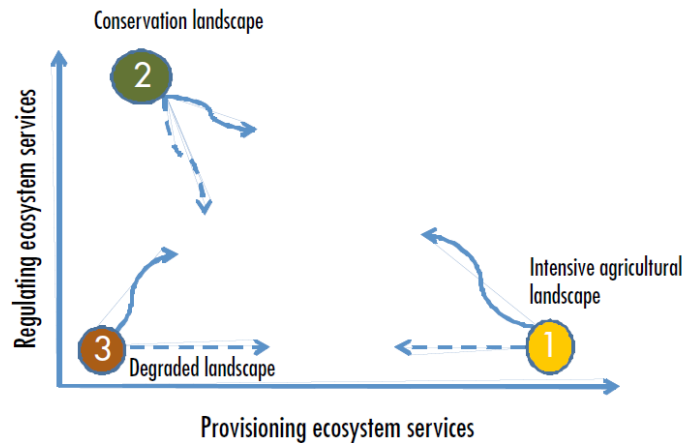 Conservation landscape
2
Regulating ecosystem services
Intensive agricultural
landscape
3
1
Degraded landscape
Provisioning ecosystem services